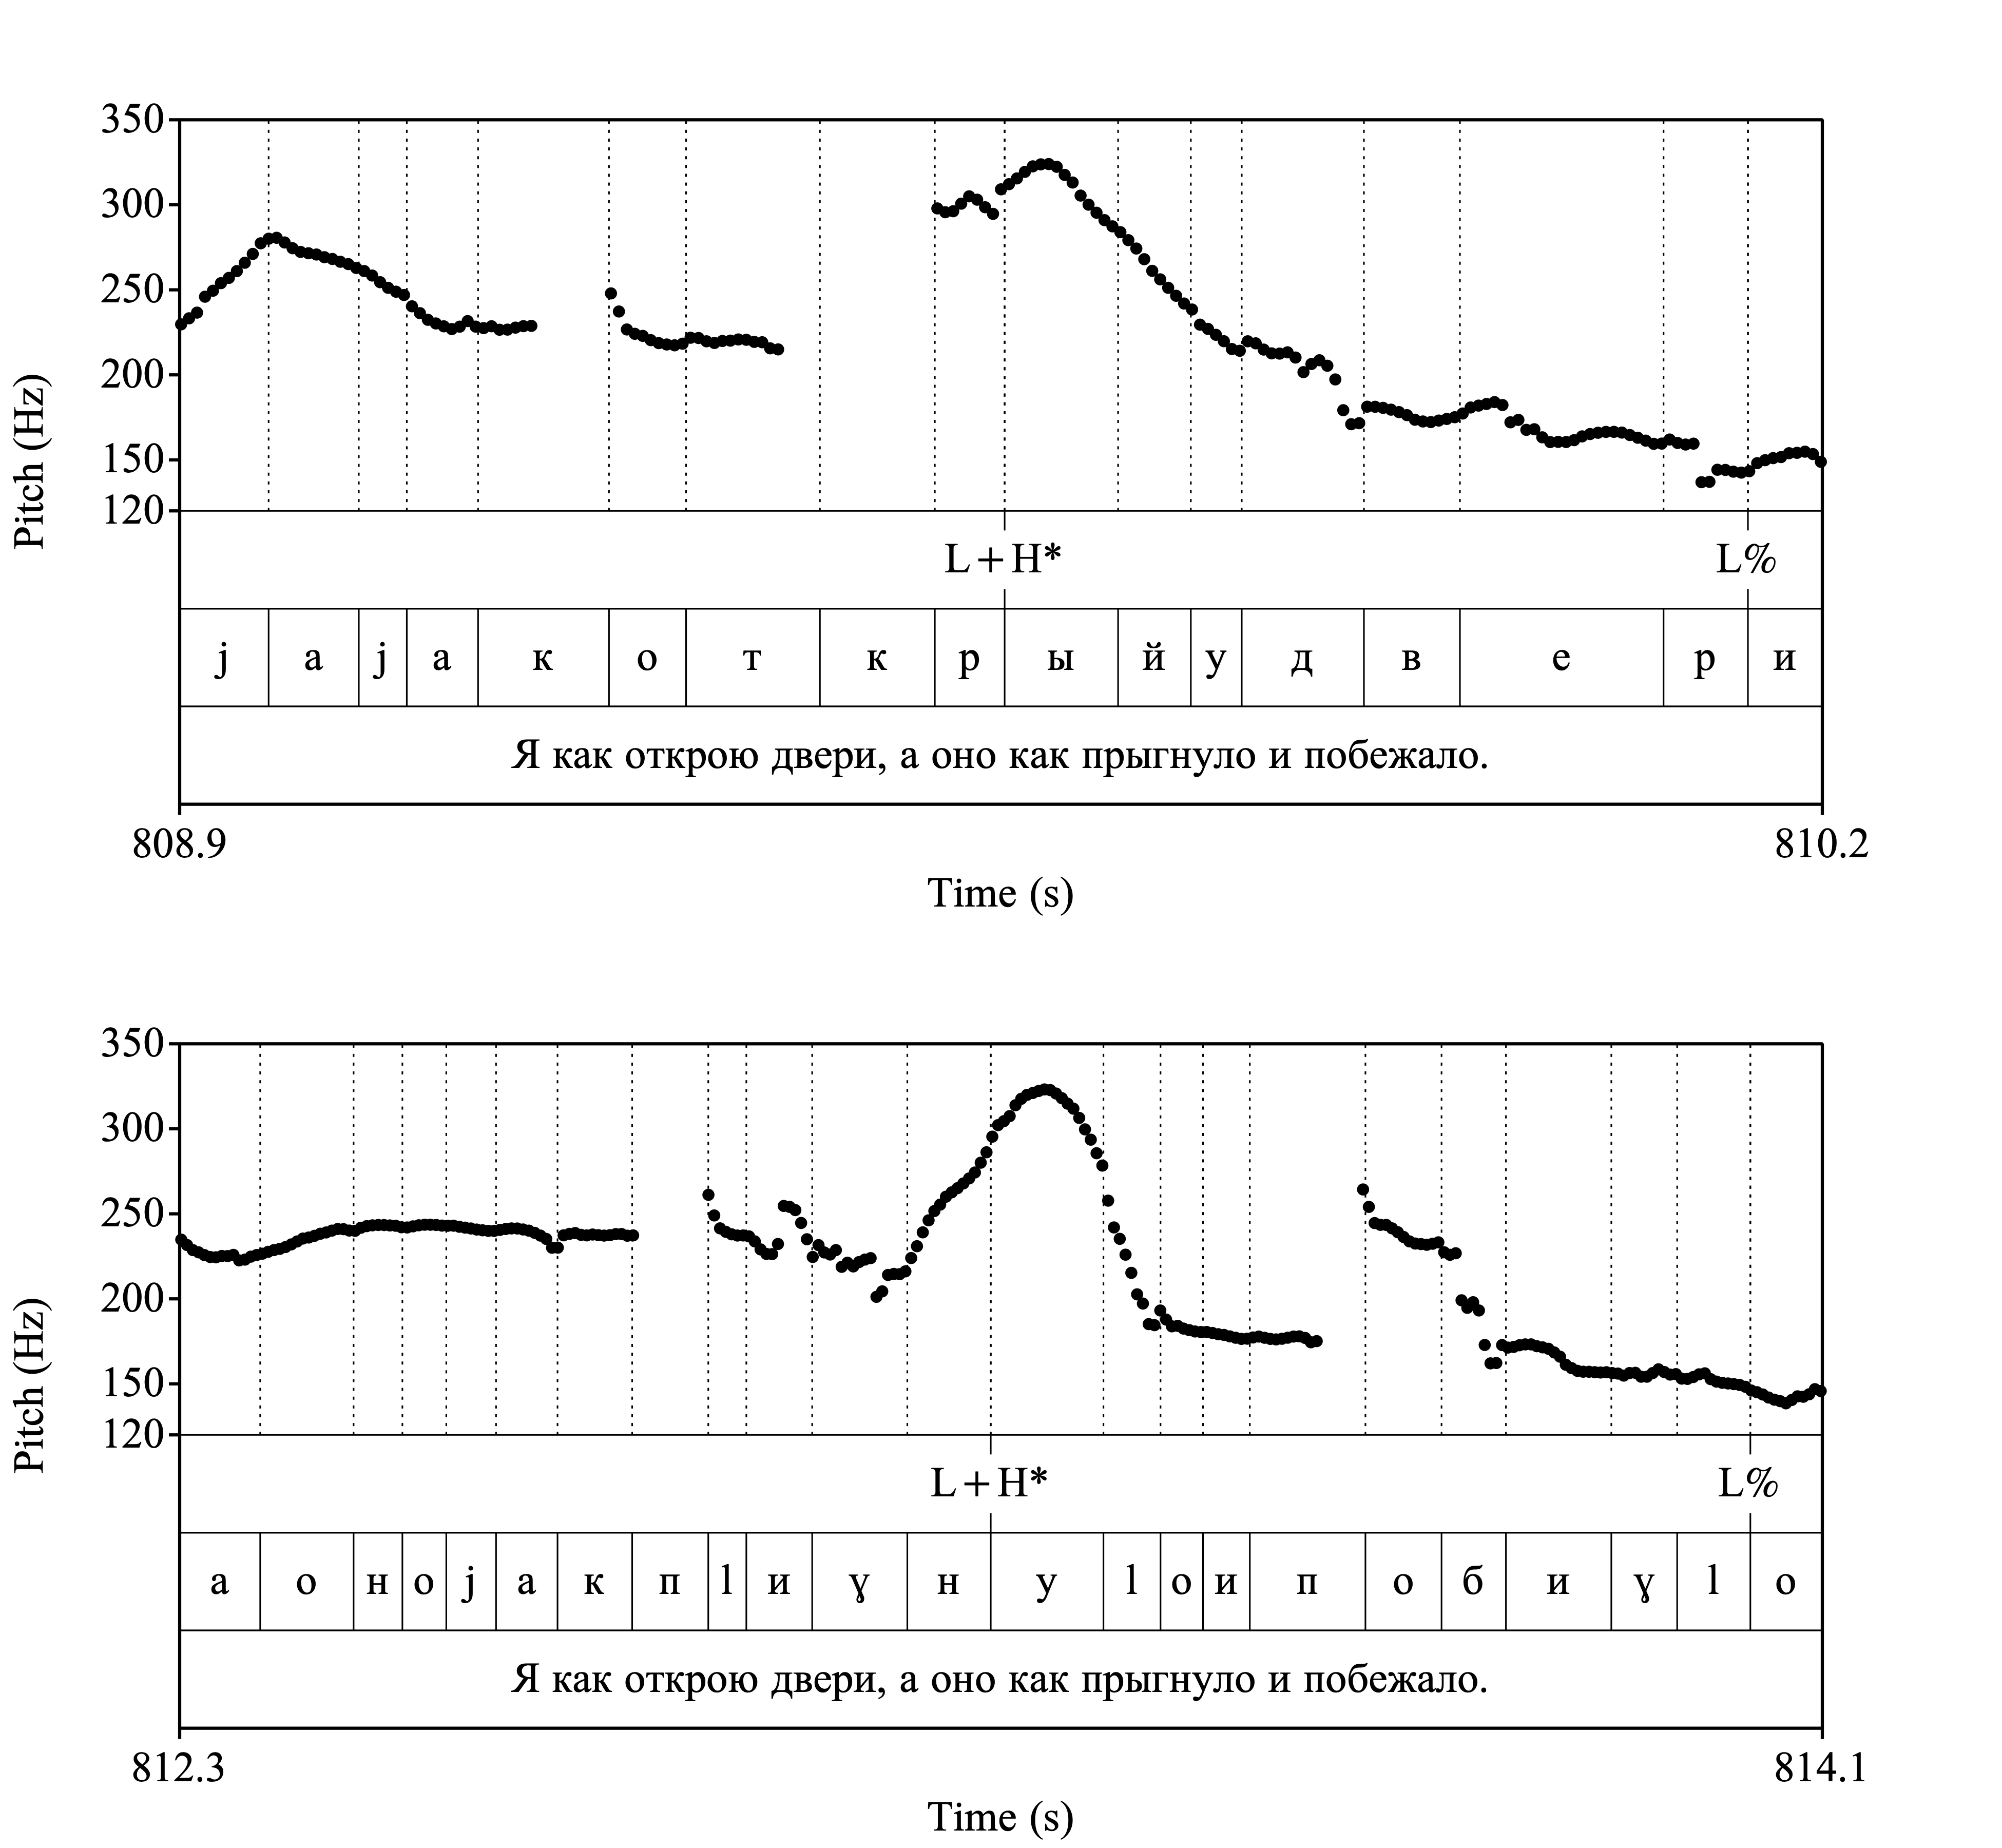 350
300
250
200
150
120
Pitch (Hz)
L+H* L%
j a j a к о т к р ы й у д в е р и
Я как открою двери, а оно как прыгнуло и побежало.
808.9 810.2
Time (s)
350
300
250
200
150
120
Pitch (Hz)
L+H* L%
а о н о j а к п l и ɣ н у l о и п о б и ɣ l о
Я как открою двери, а оно как прыгнуло и побежало.
812.3 814.1
Time (s)